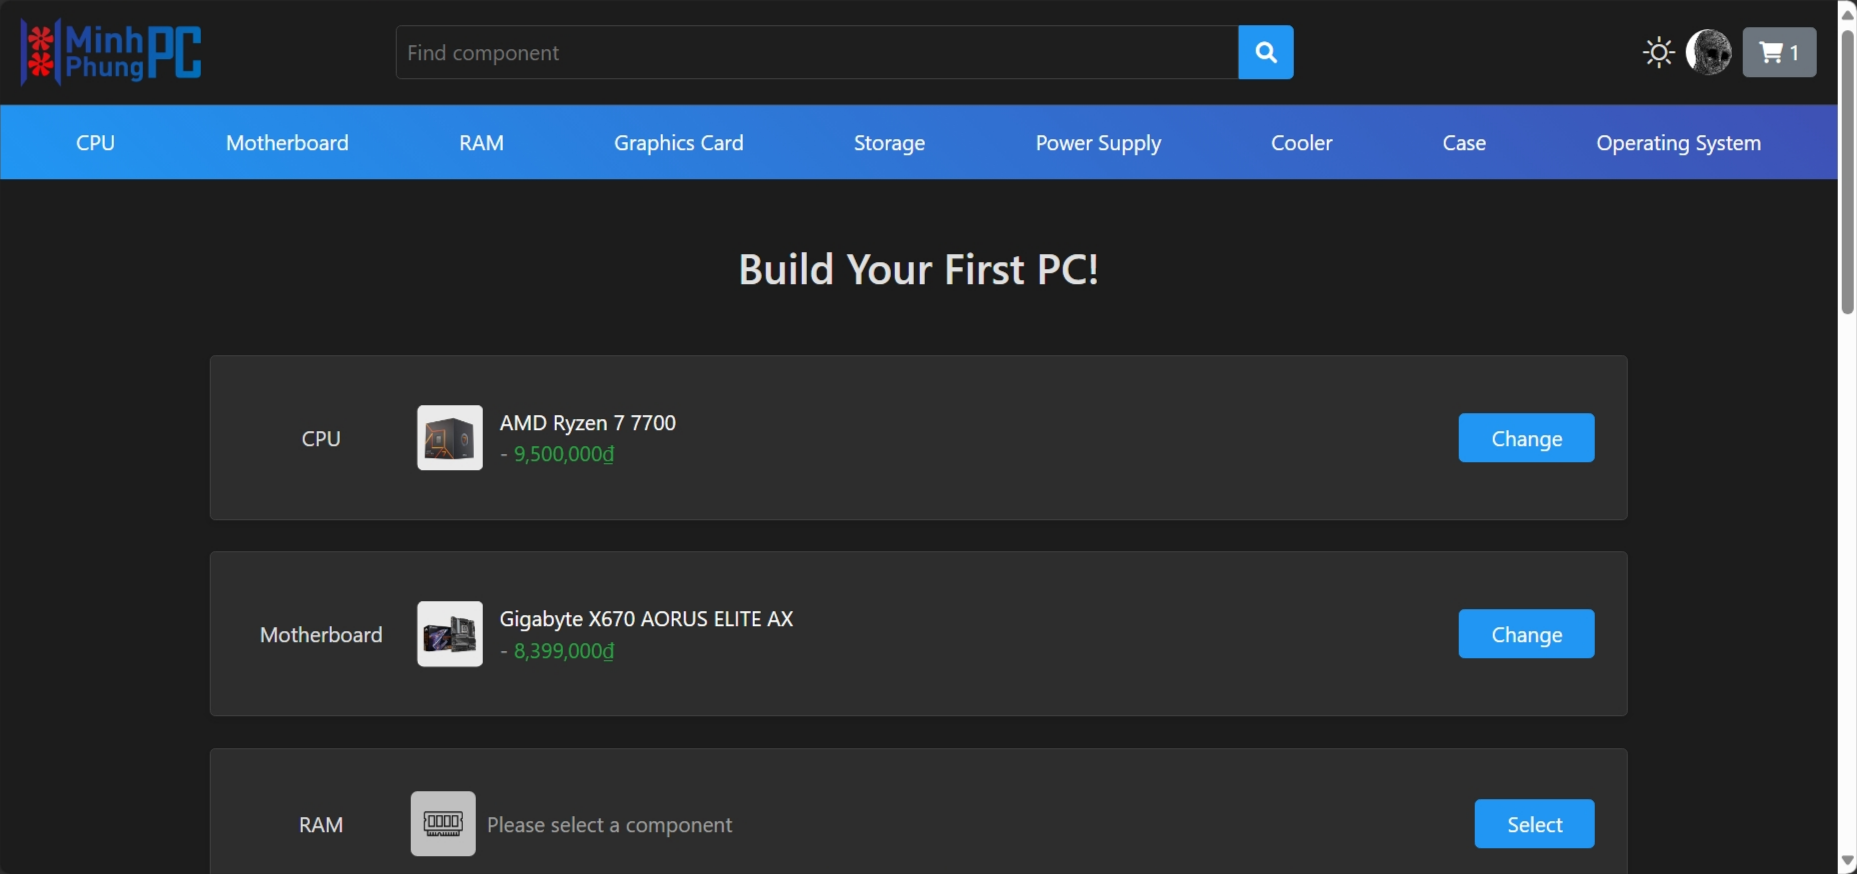 Minh
Phung
PC
Find component
1
CPU
Motherboard
RAM
Graphics Card
Storage
Power Supply
Cooler
Case
Operating System
Build Your First PC!
CPU
AMD Ryzen 7 7700
- 9,500,000₫
Change
Motherboard
Gigabyte X670 AORUS ELITE AX
- 8,399,000₫
Change
RAM
Please select a component
Select